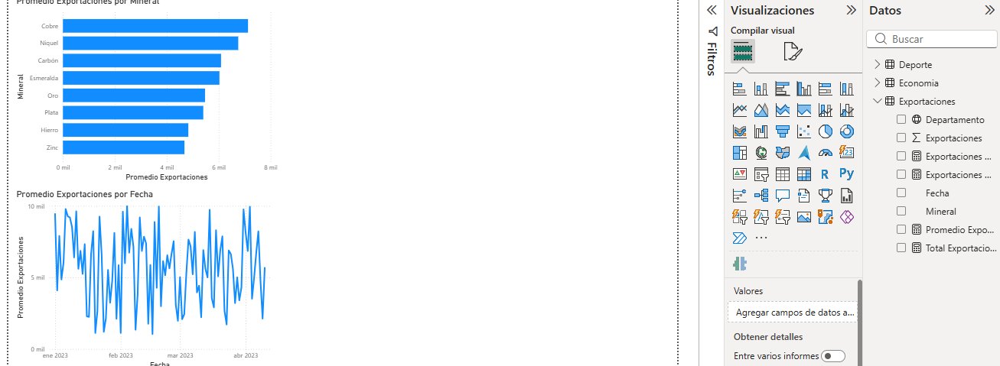 Promedio Exportaciones por Mineral
Mineral
Cobre
Níquel
Carbón
Esmeralda
Oro
Plata
Hierro
Zinc
0 mil 2 mil 4 mil 6 mil 8 mil
Promedio Exportaciones
Promedio Exportaciones por Fecha
Promedio Exportaciones
10 mil
5 mil
0 mil
ene 2023 feb 2023 mar 2023 abr 2023
Fecha
Filtros
Visualizaciones
Compilar visual
123
R
Py
Valores
Agregar campos de datos a...
Obtener detalles
Entre varios informes
Datos
Buscar
Deporte
Economia
Exportaciones
Departamento
Exportaciones
Exportaciones ...
Exportaciones ...
Fecha
Mineral
Promedio Expo...
Total Exportacio...